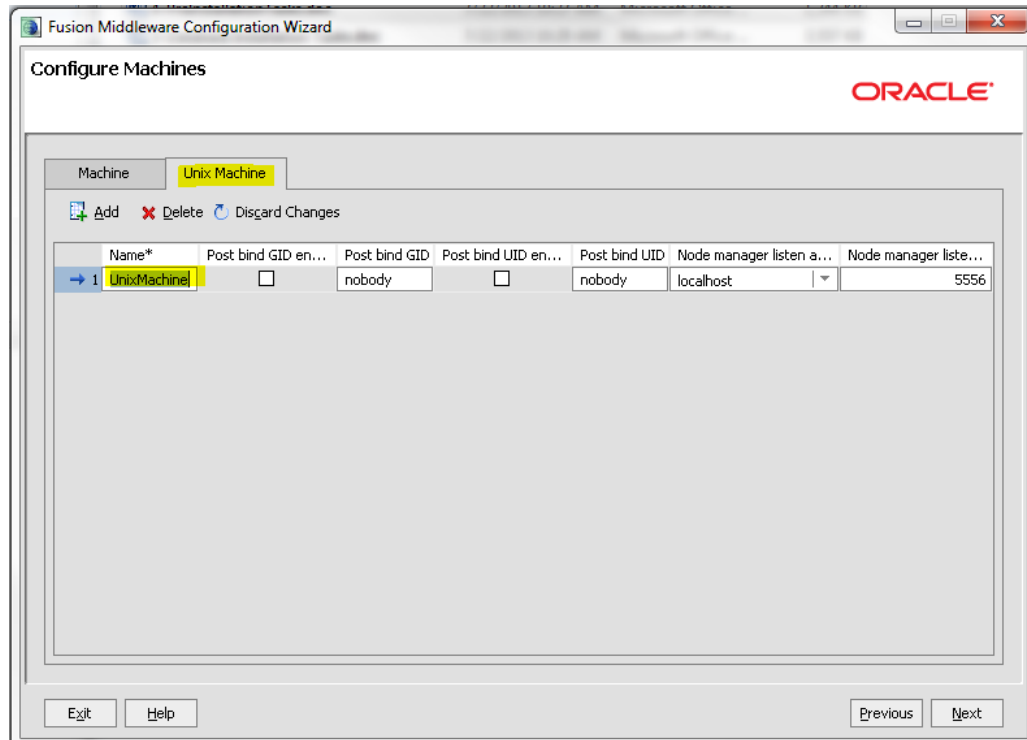 Fusion Middleware Configuration Wizard
Configure Machines
ORACLE
Machine Unix Machine
Add Delete Discard Changes
Name* Post bind GID en... Post bind GID Post bind UID en... Post bind UID Node manager listen a... Node manager liste...
1 UnixMachine nobody nobody localhost 5556
Exit Help Previous Next